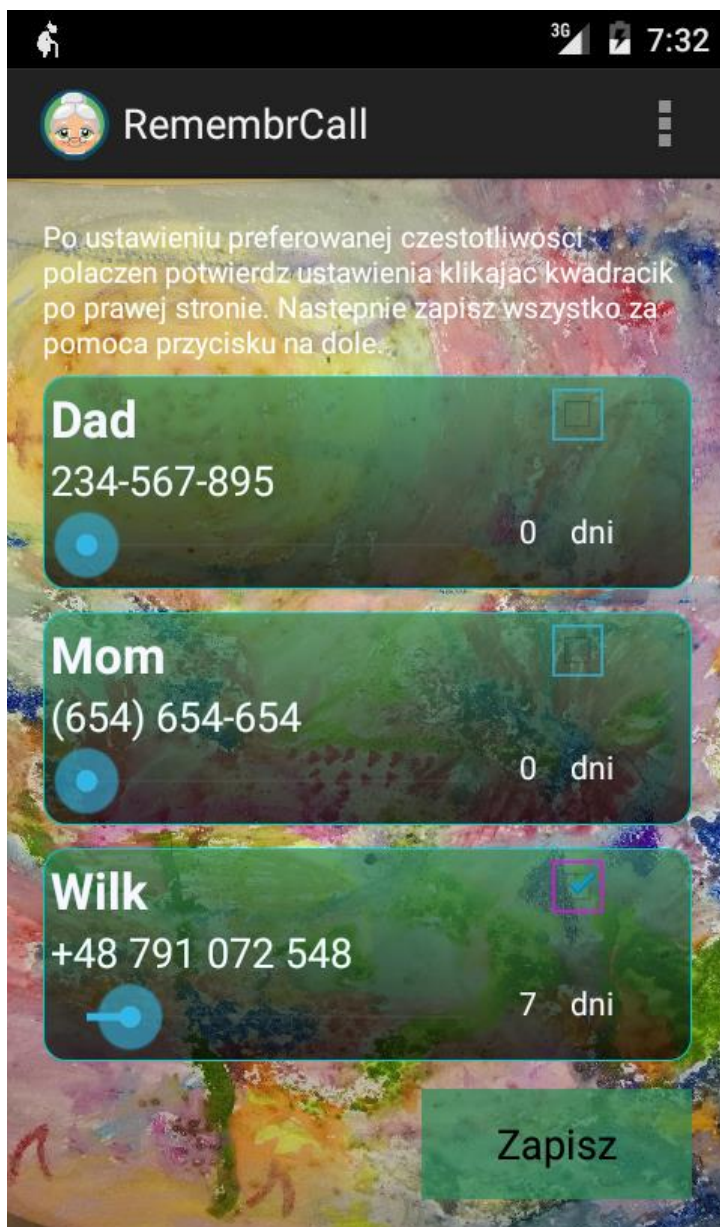 3G 7:32
RemembrCall
Po ustawieniu preferowanej czestotliwosci
polaczen potwierdz ustawienia klikajac kwadracik
po prawej stronie. Nastepnie zapisz wszystko za
pomoca przycisku na dole.
Dad
234-567-895
0 dni
Mom
(654) 654-654
0 dni
Wilk
+48 791 072 548
7 dni
Zapisz